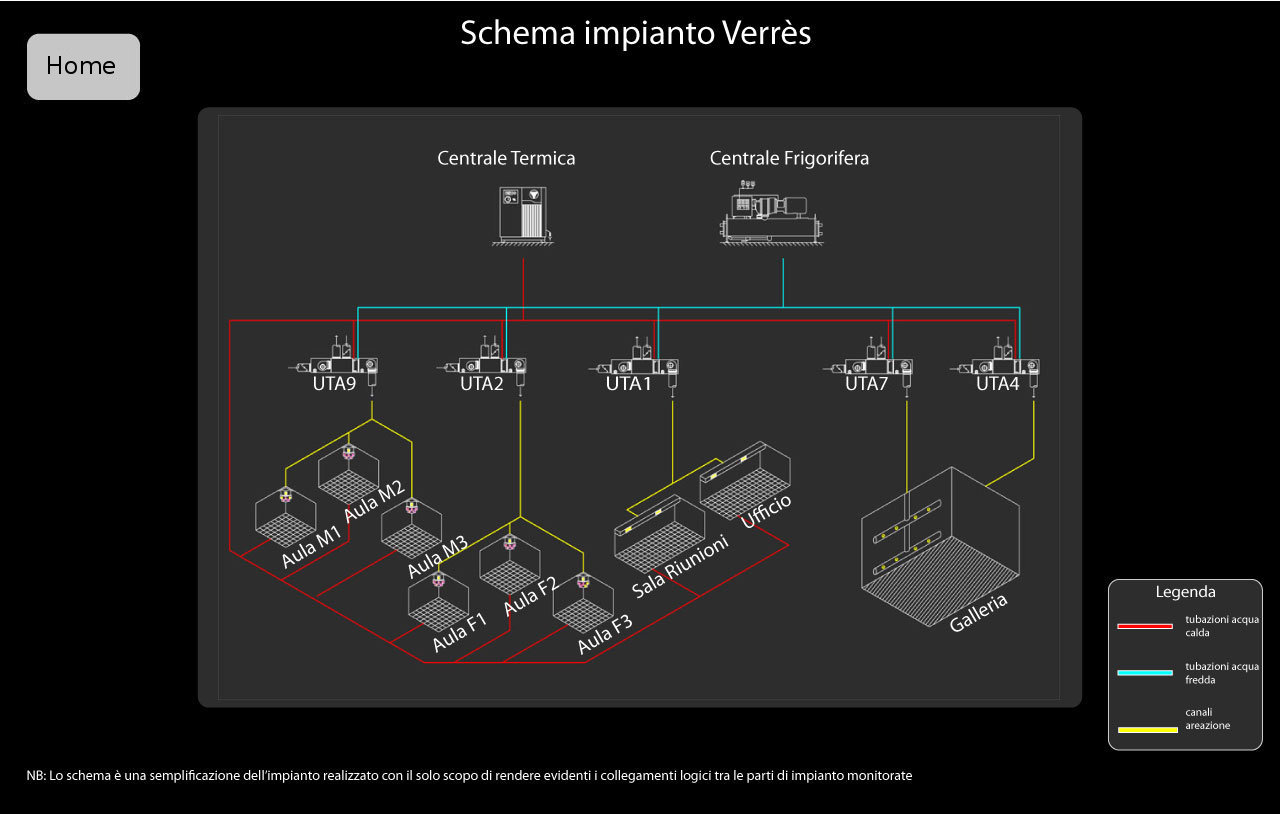 Schema impianto Verrès
Home
Centrale Termica
Centrale Frigorifera
UTA9
UTA2
UTA1
UTA7
UTA4
Aula M2
Aula M1
Aula M3
Ufficio
Sala Riunioni
Aula F2
Aula F1
Aula F3
Galleria
Legenda
tubazioni acqua
calda
tubazioni acqua
fredda
canali
areazione
NB: Lo schema è una semplificazione dell'impianto realizzato con il solo scopo di rendere evidenti i collegamenti logici tra le parti di impianto monitorate